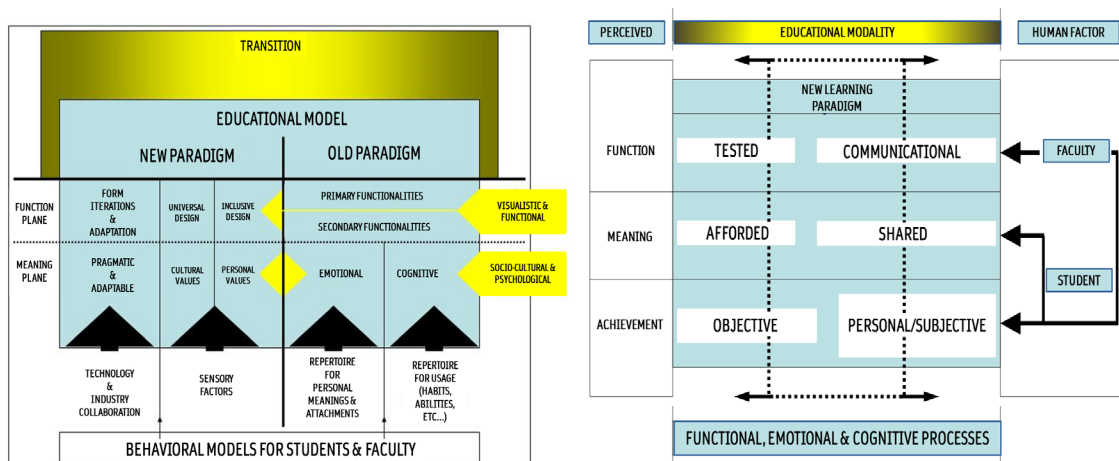 TRANSITION
EDUCATIONAL MODEL
NEW PARADIGM
OLD PARADIGM
FUNCTION
PLANE
FORM
ITERATIONS
&
ADAPTATION
UNIVERSAL
DESIGN
INCLUSIVE
DESIGN
PRIMARY FUNCTIONALITIES
SECONDARY FUNCTIONALITIES
VISUALISTIC &
FUNCTIONAL
MEANING
PLANE
PRAGMATIC
&
ADAPTABLE
CULTURAL
VALUES
PERSONAL
VALUES
EMOTIONAL
COGNITIVE
SOCIO-CULTURAL &
PSYCHOLOGICAL
TECHNOLOGY
&
INDUSTRY
COLLABORATION
SENSORY
FACTORS
REPERTOIRE
FOR
PERSONAL
MEANINGS &
ATTACHMENTS
REPERTOIRE
FOR USAGE
(HABITS,
ABILITIES,
ETC...)
BEHAVIORAL MODELS FOR STUDENTS & FACULTY
PERCEIVED
EDUCATIONAL MODALITY
HUMAN FACTOR
NEW LEARNING
PARADIGM
FUNCTION
TESTED
COMMUNICATIONAL
FACULTY
MEANING
AFFORDED
SHARED
STUDENT
ACHIEVEMENT
OBJECTIVE
PERSONAL/SUBJECTIVE
FUNCTIONAL, EMOTIONAL & COGNITIVE PROCESSES